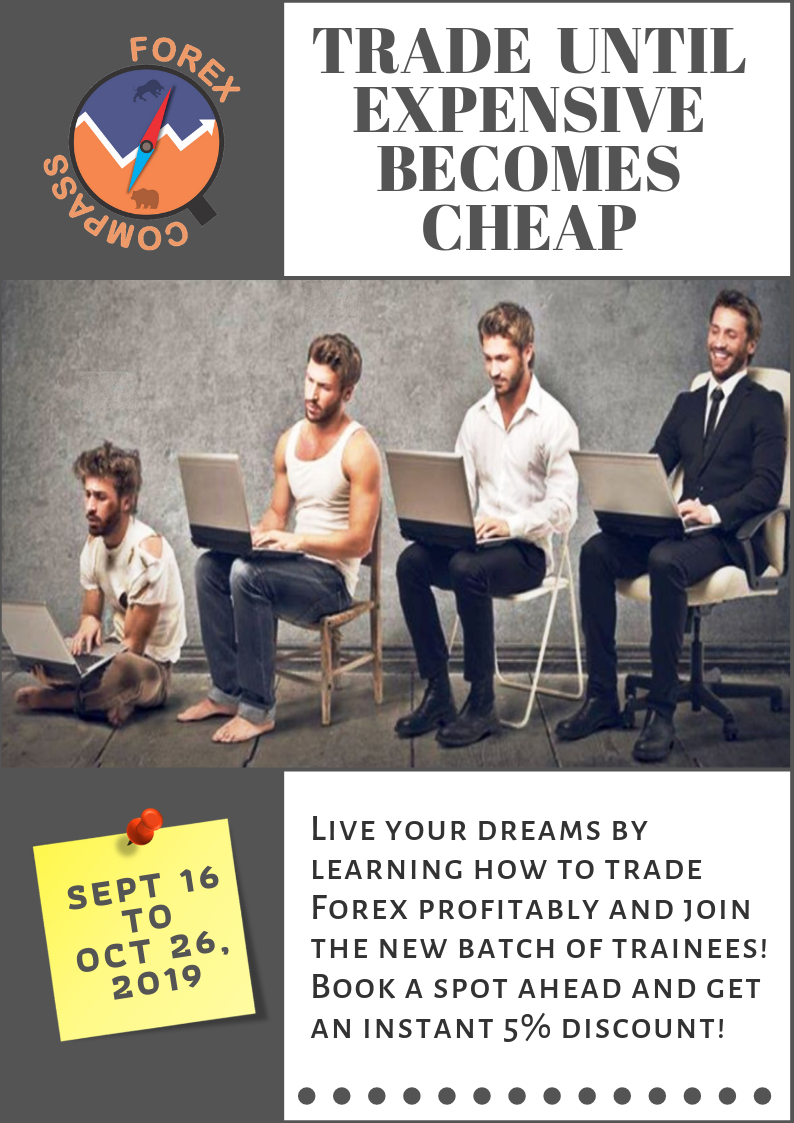 FOREX
COMPASS
TRADE UNTIL
EXPENSIVE
BECOMES
CHEAP
SEPT 16
TO
OCT 26,
2019
Live your dreams by
learning how to trade
Forex profitably and join
the new batch of trainees!
Book a spot ahead and get
an instant 5% discount!